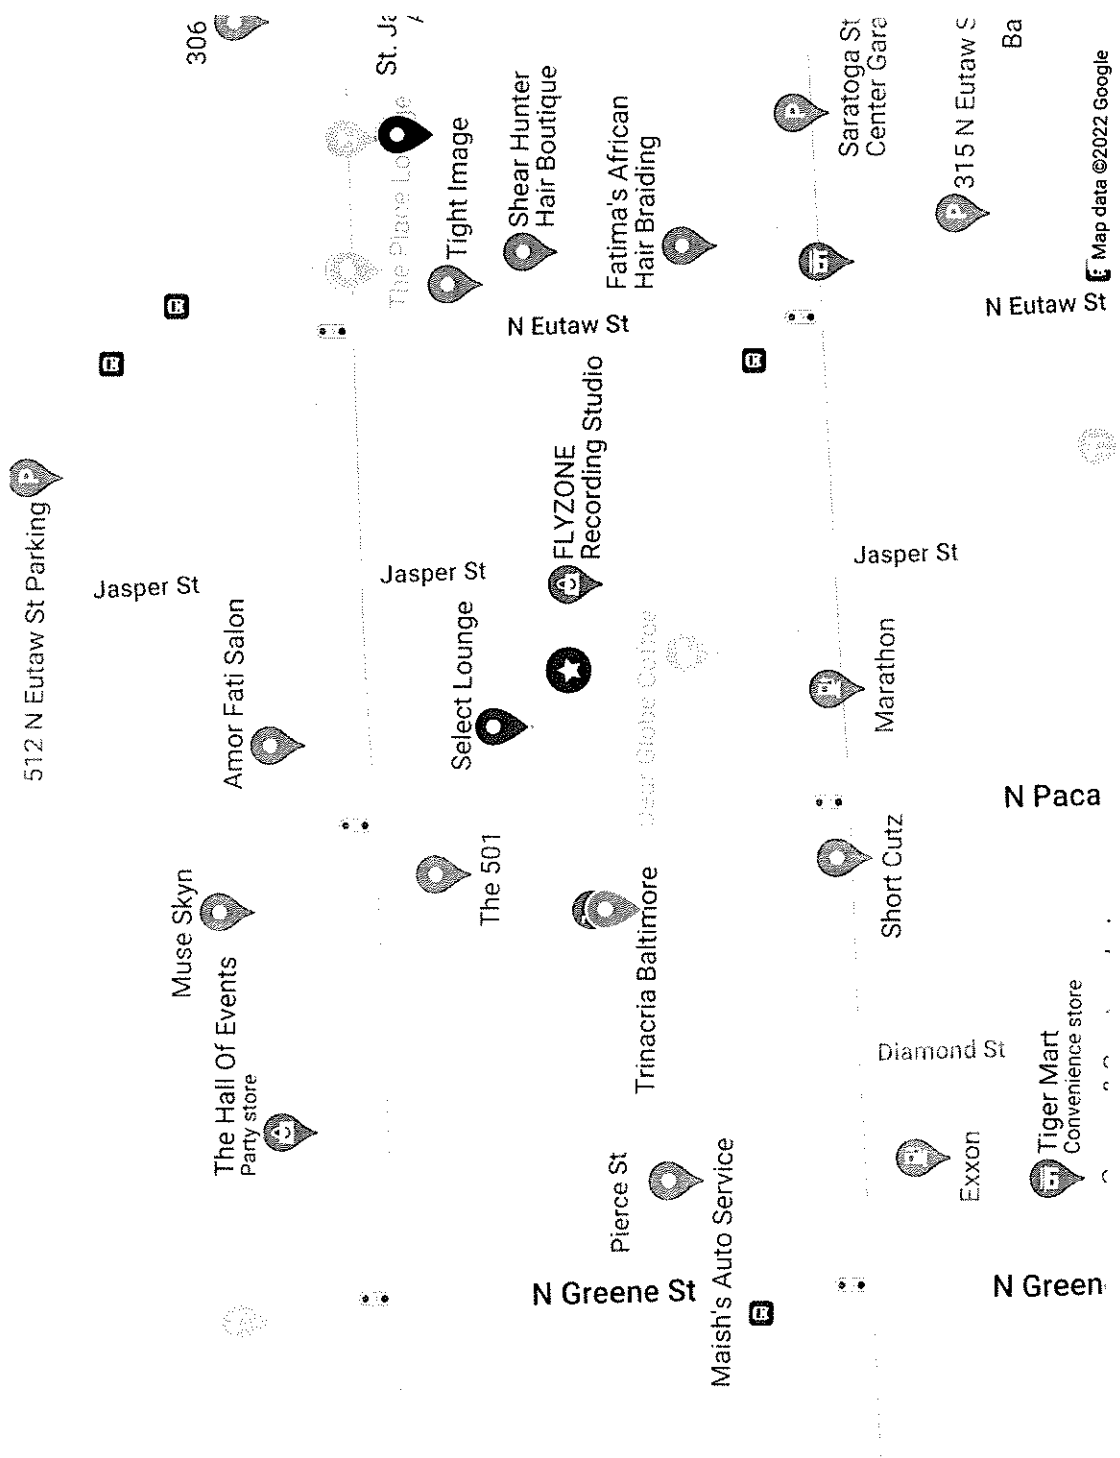 306
St. Ja
The Place Lounge
Tight Image
Shear Hunter
Hair Boutique
Fatima's African
Hair Braiding
Saratoga St
Center Gara
315 N Eutaw S
Ba
Map data ©2022 Google
N Eutaw St
N Eutaw St
512 N Eutaw St Parking
FLYZONE
Recording Studio
Jasper St
Jasper St
Jasper St
Amor Fati Salon
Select Lounge
Dear Globe Coffee
Marathon
N Paca
Muse Skyn
The 501
Trinacria Baltimore
Short Cutz
The Hall Of Events
Party store
Diamond St
Pierce St
Maish's Auto Service
Exxon
Tiger Mart
Convenience store
N Greene St
N Green